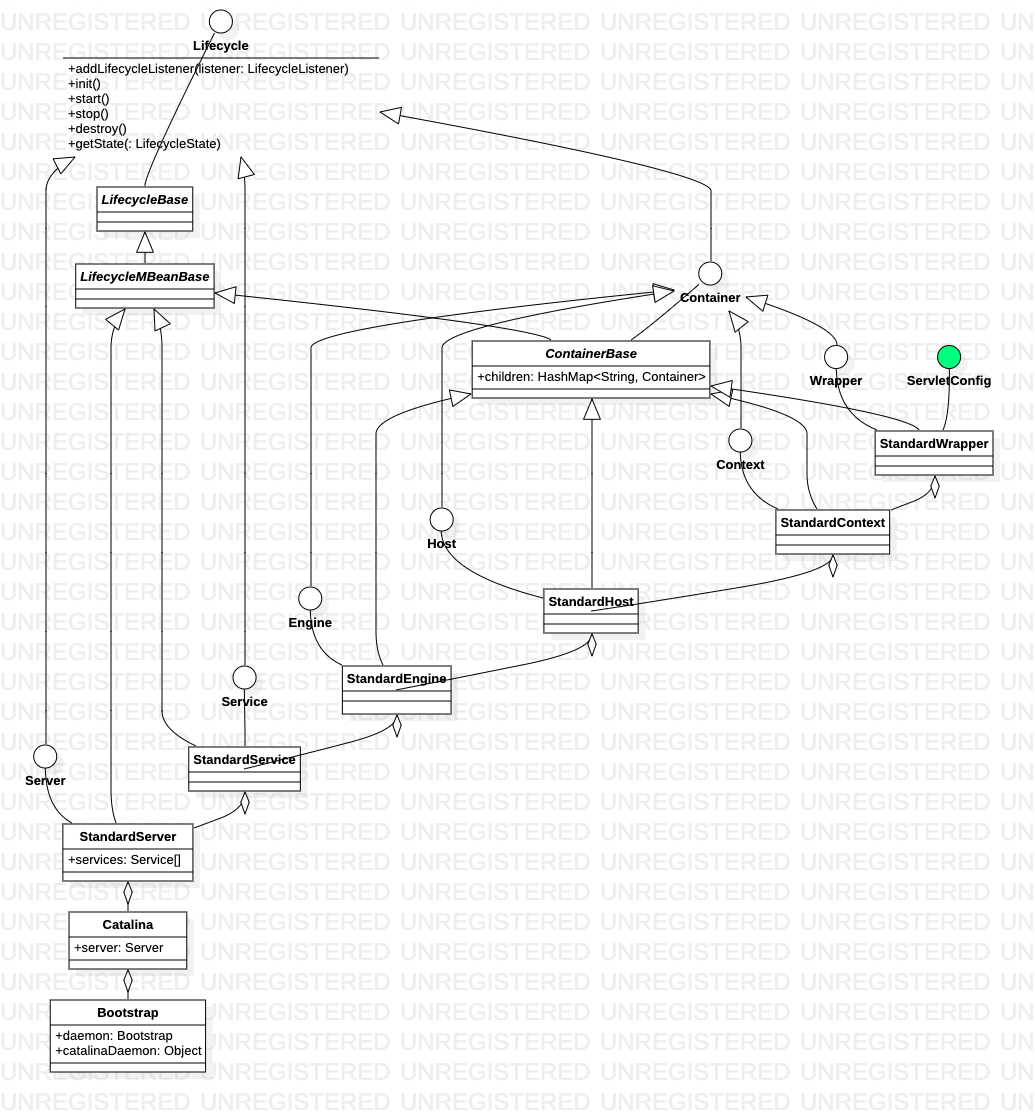 Lifecycle
+addLifecycleListener(listener: LifecycleListener)
+init()
+start()
+stop()
+destroy()
+getState(: LifecycleState)
LifecycleBase
LifecycleMBeanBase
Container
ContainerBase
+children: HashMap<String, Container>
Wrapper
ServletConfig
StandardWrapper
Context
StandardContext
Host
StandardHost
Engine
StandardEngine
Service
StandardService
Server
StandardServer
+services: Service[]
Catalina
+server: Server
Bootstrap
+daemon: Bootstrap
+catalinaDaemon: Object
UNREGISTERED